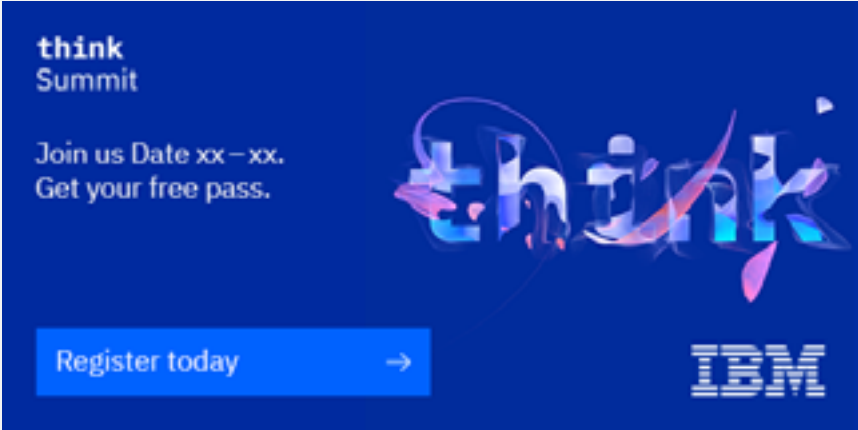 think
Summit
Join us Date xx–xx.
Get your free pass.
think
Register today →
IBM